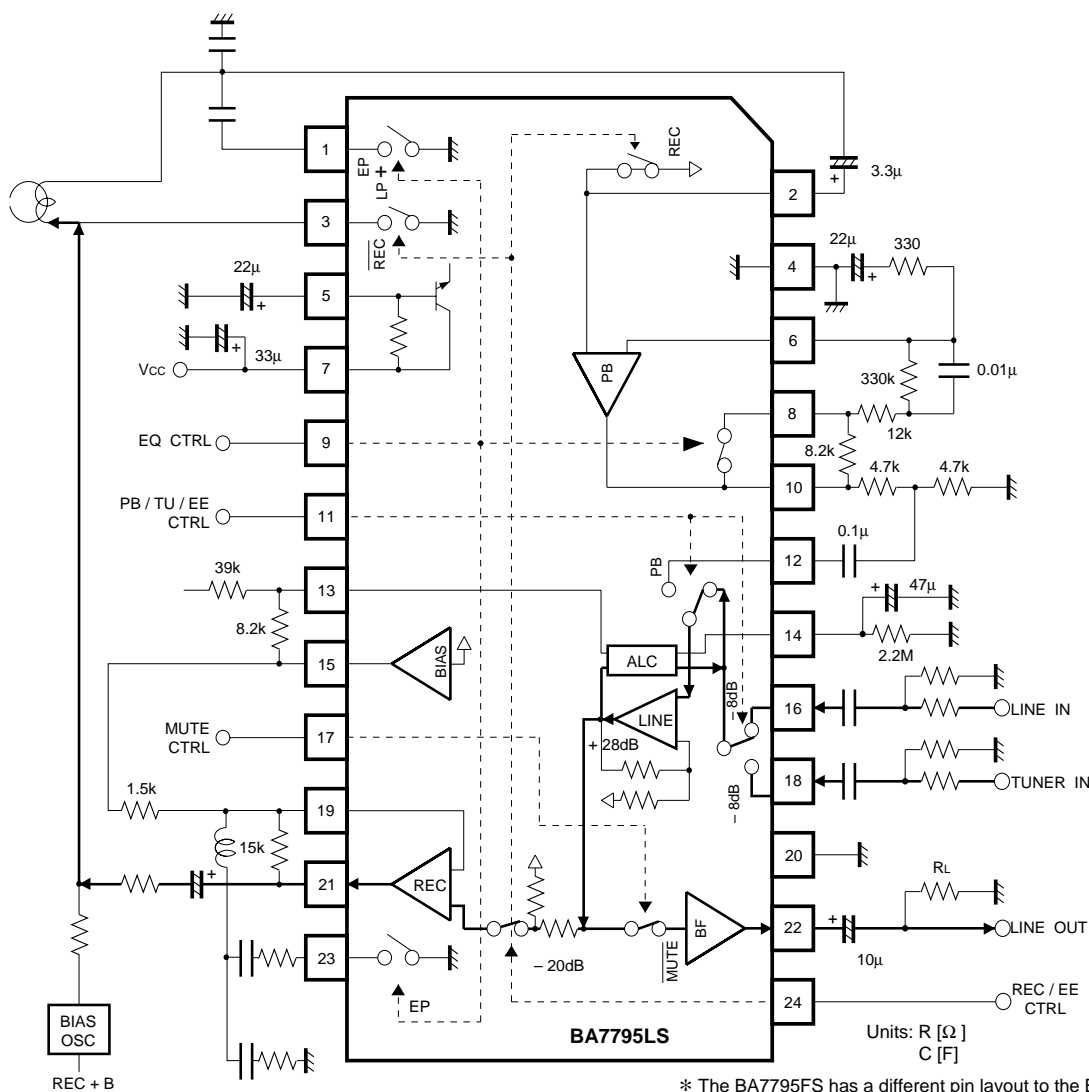 1
EP
LP +
REC
2
3.3μ
3
REC
22μ
330
4
22μ
5
6
33μ
Vcc
7
PB
330k
0.01μ
8
EQ CTRL
9
12k
8.2k
4.7k
4.7k
10
PB / TU / EE
CTRL
11
0.1μ
PB
12
39k
13
47μ
8.2k
14
ALC
2.2M
15
BIAS
– 8dB
16
LINE IN
MUTE
CTRL
17
LINE
+ 28dB
– 8dB
18
TUNER IN
1.5k
19
15k
20
RL
21
REC
BF
22
LINE OUT
MUTE
10μ
– 20dB
23
EP
24
REC / EE
CTRL
BIAS
OSC
BA7795LS
Units: R [Ω ]
C [F]
REC + B
* The BA7795FS has a different pin layout to the